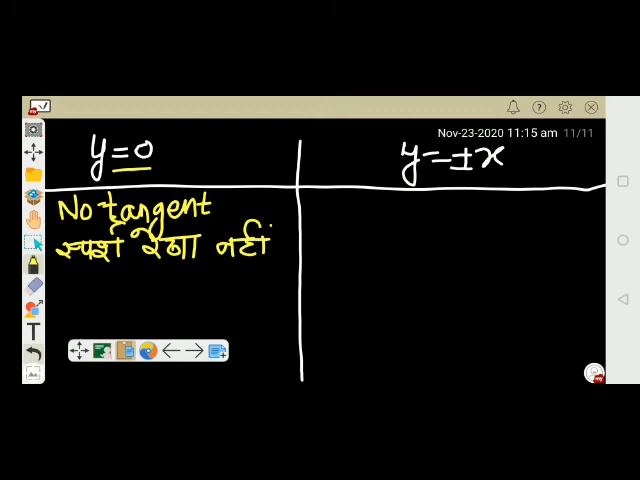 Nov-23-2020 11:15 am 11/11
y = 0
y = ±x
No tangent
स्पर्श रेखा नहीं
T